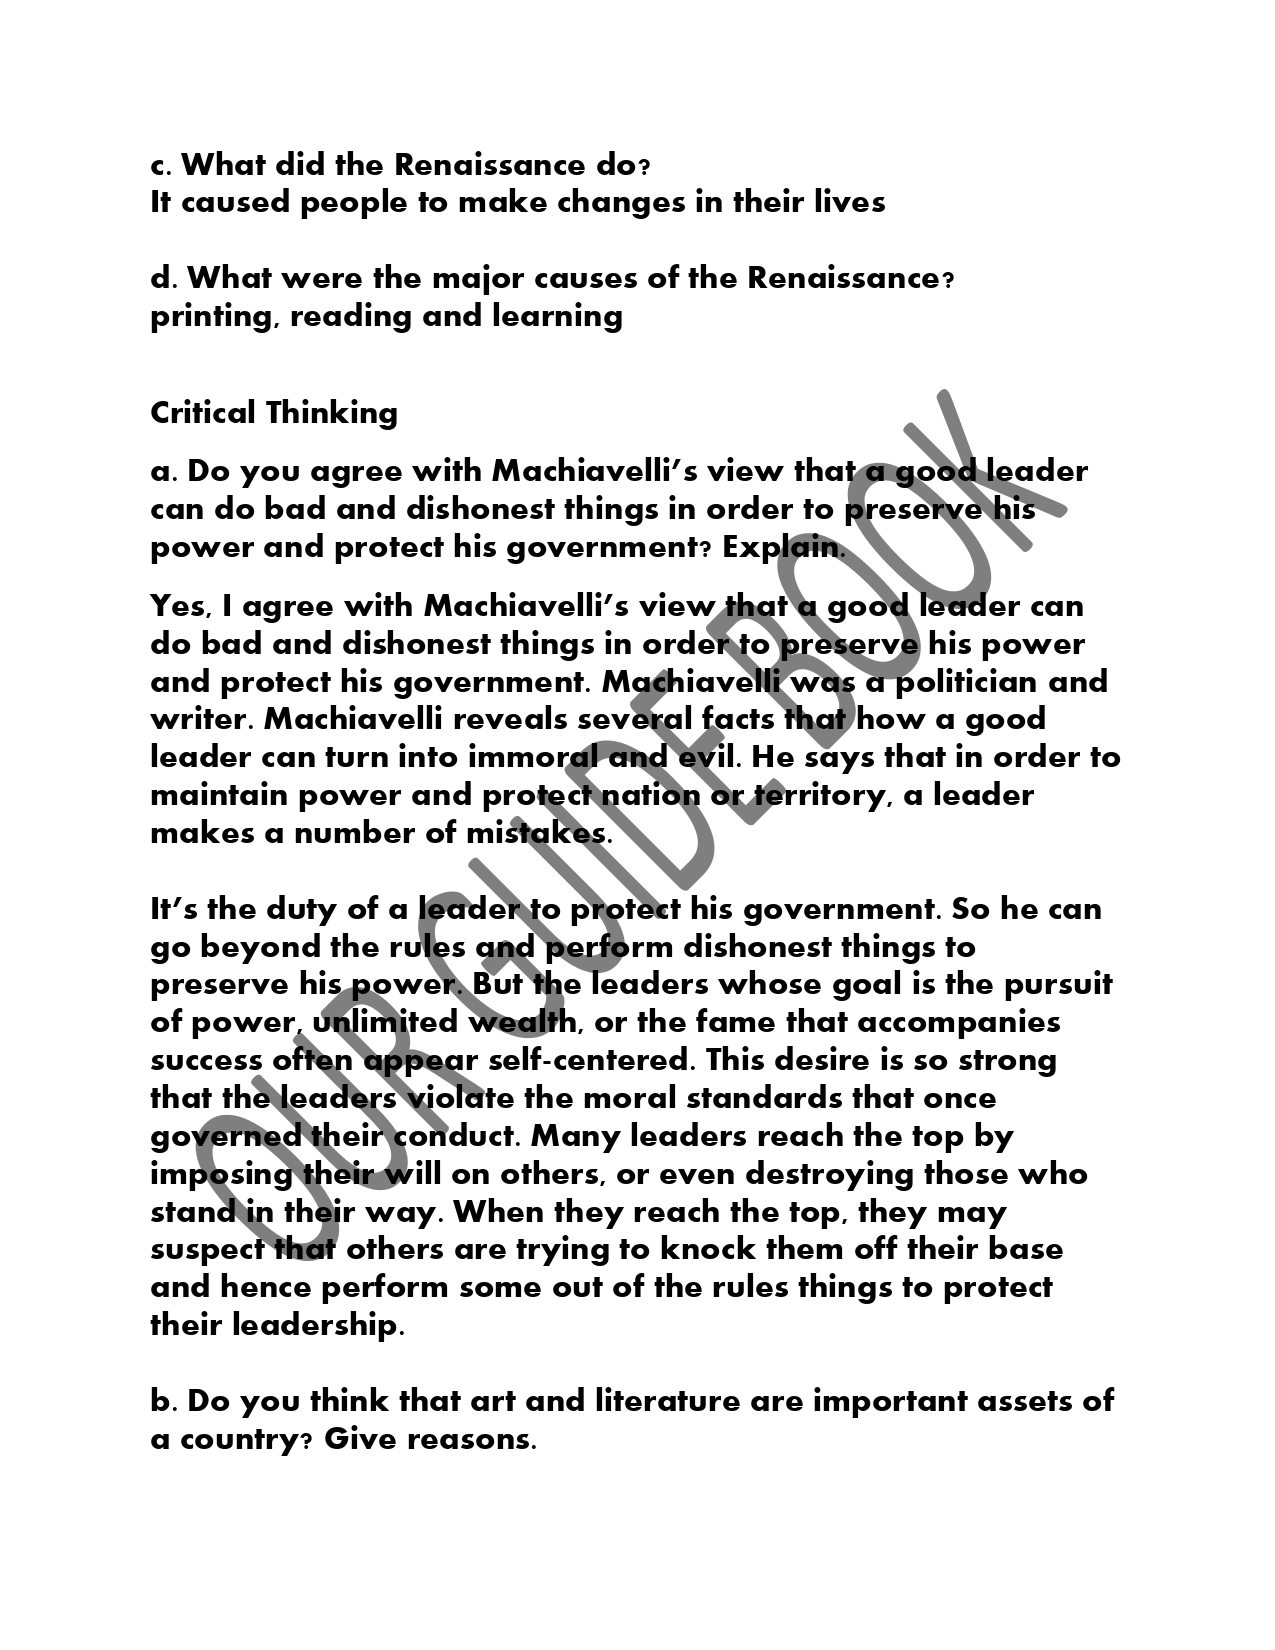 c. What did the Renaissance do?
It caused people to make changes in their lives
d. What were the major causes of the Renaissance?
printing, reading and learning
Critical Thinking
a. Do you agree with Machiavelli’s view that a good leader
can do bad and dishonest things in order to preserve his
power and protect his government? Explain.
Yes, I agree with Machiavelli’s view that a good leader can
do bad and dishonest things in order to preserve his power
and protect his government. Machiavelli was a politician and
writer. Machiavelli reveals several facts that how a good
leader can turn into immoral and evil. He says that in order to
maintain power and protect nation or territory, a leader
makes a number of mistakes.
It’s the duty of a leader to protect his government. So he can
go beyond the rules and perform dishonest things to
preserve his power. But the leaders whose goal is the pursuit
of power, unlimited wealth, or the fame that accompanies
success often appear self-centered. This desire is so strong
that the leaders violate the moral standards that once
governed their conduct. Many leaders reach the top by
imposing their will on others, or even destroying those who
stand in their way. When they reach the top, they may
suspect that others are trying to knock them off their base
and hence perform some out of the rules things to protect
their leadership.
b. Do you think that art and literature are important assets of
a country? Give reasons.
OUR GUIDE BOOK